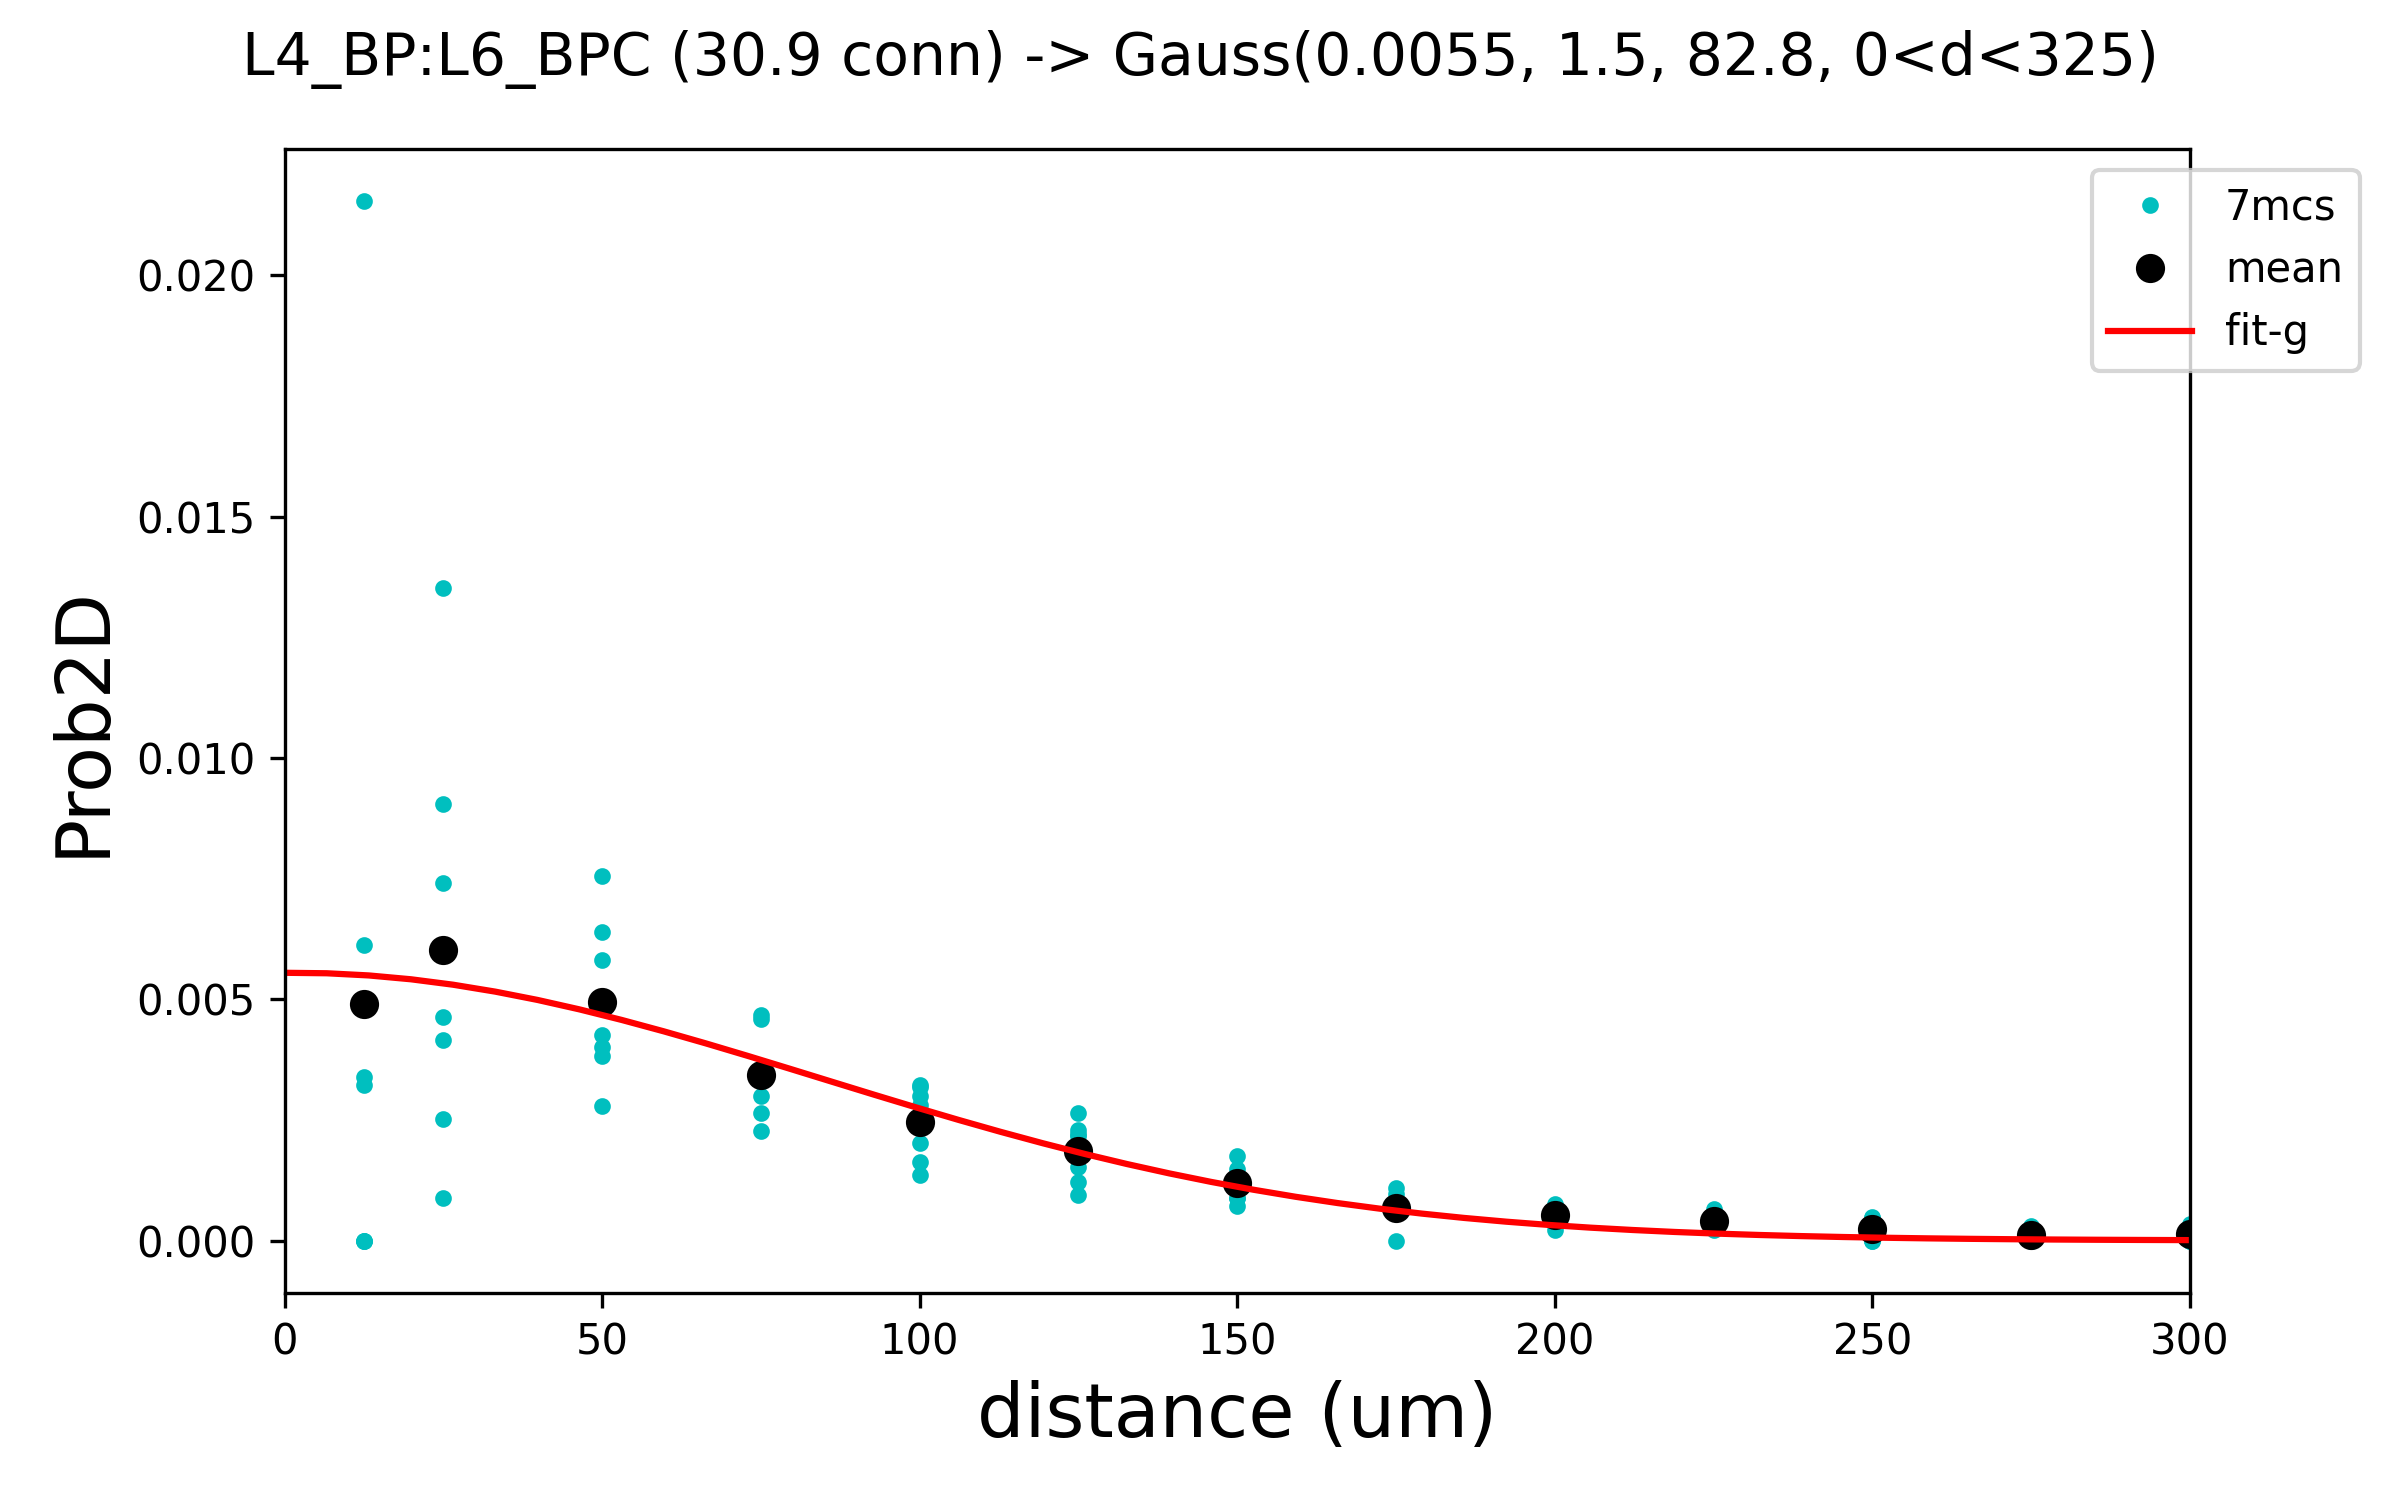 L4_BP:L6_BPC (30.9 conn) -> Gauss(0.0055, 1.5, 82.8, 0<d<325)
7mcs
mean
fit-g
Prob2D
0.020
0.015
0.010
0.005
0.000
0 50 100 150 200 250 300
distance (um)